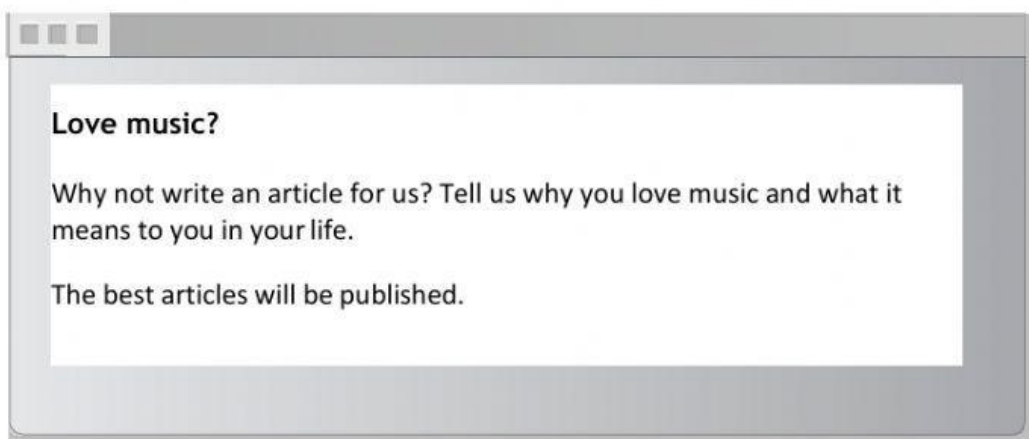 Love music?
Why not write an article for us? Tell us why you love music and what it
means to you in your life.
The best articles will be published.